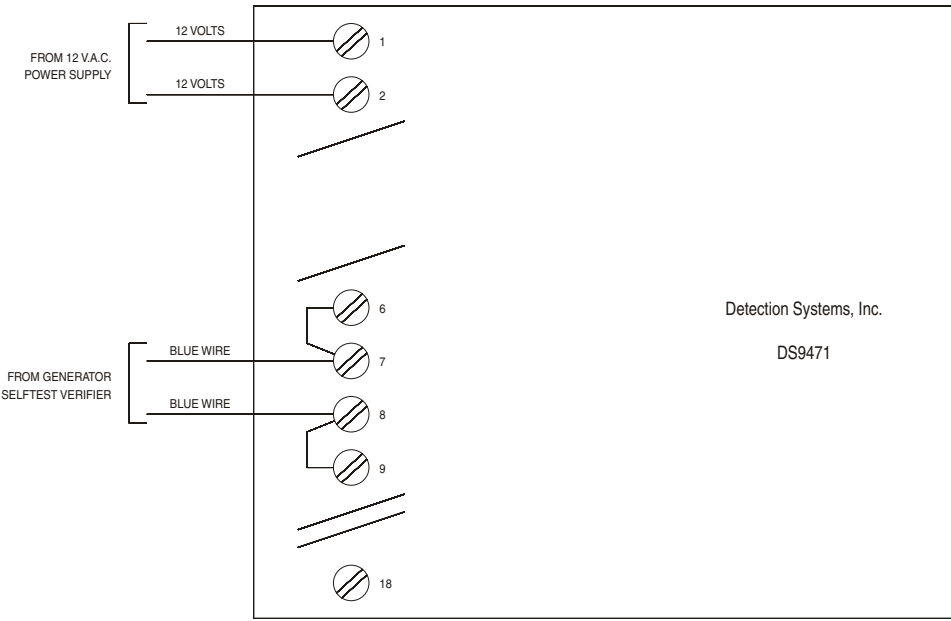 12 VOLTS
1
FROM 12 V.A.C.
POWER SUPPLY
12 VOLTS
2
6
Detection Systems, Inc.
DS9471
BLUE WIRE
7
FROM GENERATOR
SELFTEST VERIFIER
BLUE WIRE
8
9
18